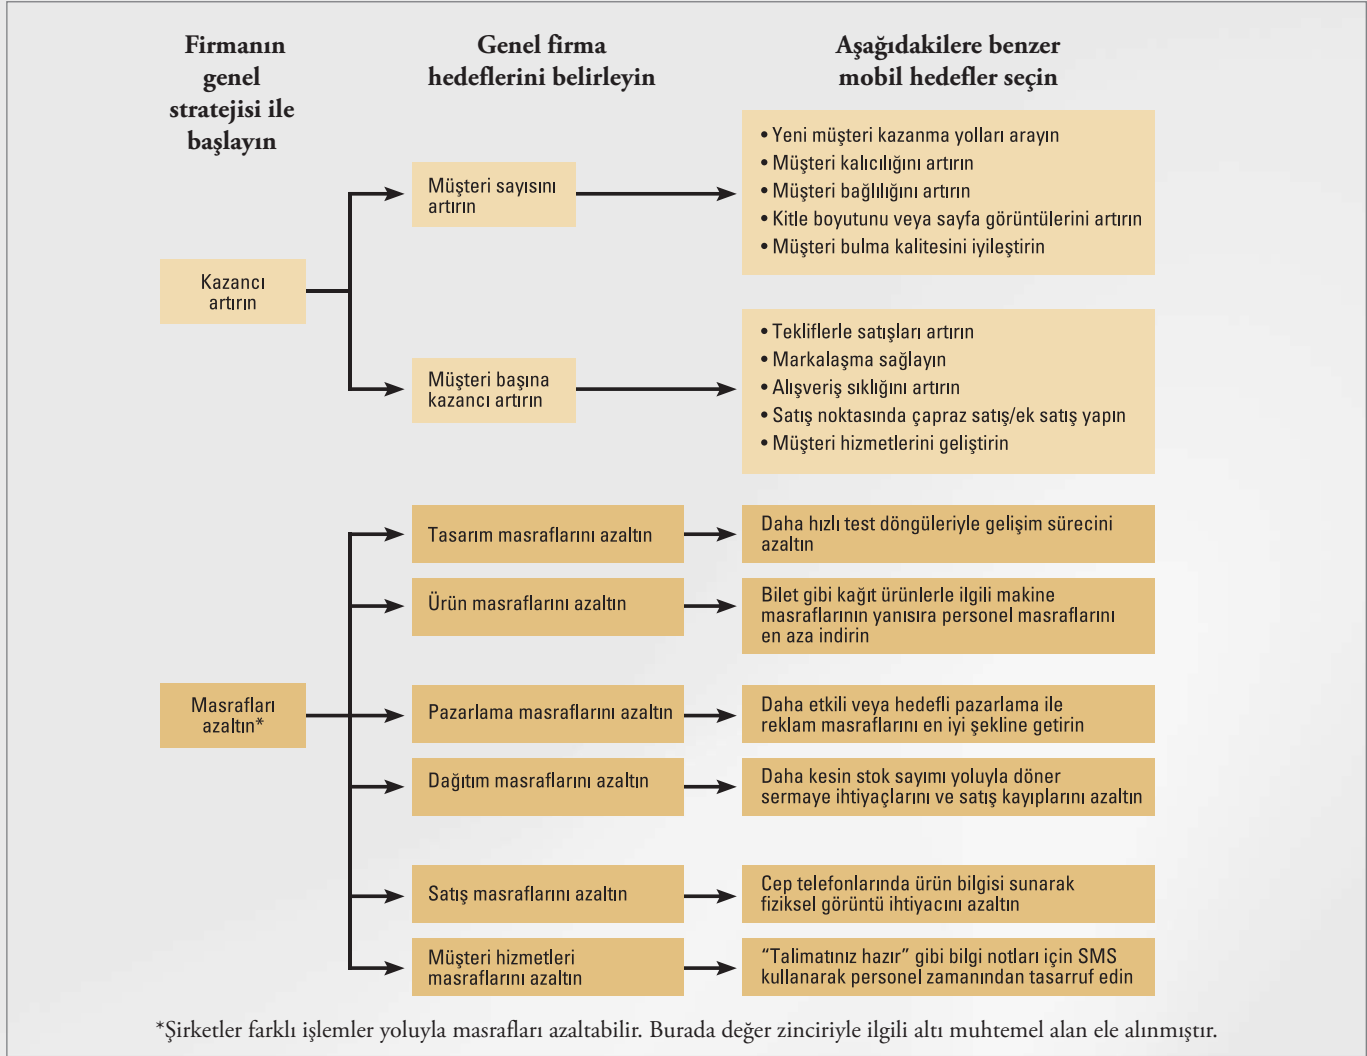 Firmanın
genel
stratejisi ile
başlayın
Genel firma
hedeflerini belirleyin
Aşağıdakilere benzer
mobil hedefler seçin
Kazancı
artırın
Müşteri sayısını
artırın
• Yeni müşteri kazanma yolları arayın
• Müşteri kalıcılığını artırın
• Müşteri bağlılığını artırın
• Kitle boyutunu veya sayfa görüntülerini artırın
• Müşteri bulma kalitesini iyileştirin
Müşteri başına
kazancı artırın
• Tekliflerle satışları artırın
• Markalaşma sağlayın
• Alışveriş sıklığını artırın
• Satış noktasında çapraz satış/ek satış yapın
• Müşteri hizmetlerini geliştirin
Masrafları
azaltın*
Tasarım masraflarını azaltın
Daha hızlı test döngüleriyle gelişim sürecini
azaltın
Ürün masraflarını azaltın
Bilet gibi kağıt ürünlerle ilgili makine
masraflarının yanısıra personel masraflarını
en aza indirin
Pazarlama masraflarını azaltın
Daha etkili veya hedefli pazarlama ile
reklam masraflarını en iyi şekline getirin
Dağıtım masraflarını azaltın
Daha kesin stok sayımı yoluyla döner
sermaye ihtiyaçlarını ve satış kayıplarını azaltın
Satış masraflarını azaltın
Cep telefonlarında ürün bilgisi sunarak
fiziksel görüntü ihtiyacını azaltın
Müşteri hizmetleri
masraflarını azaltın
“Talimatınız hazır” gibi bilgi notları için SMS
kullanarak personel zamanından tasarruf edin
*Şirketler farklı işlemler yoluyla masrafları azaltabilir. Burada değer zinciriyle ilgili altı muhtemel alan ele alınmıştır.